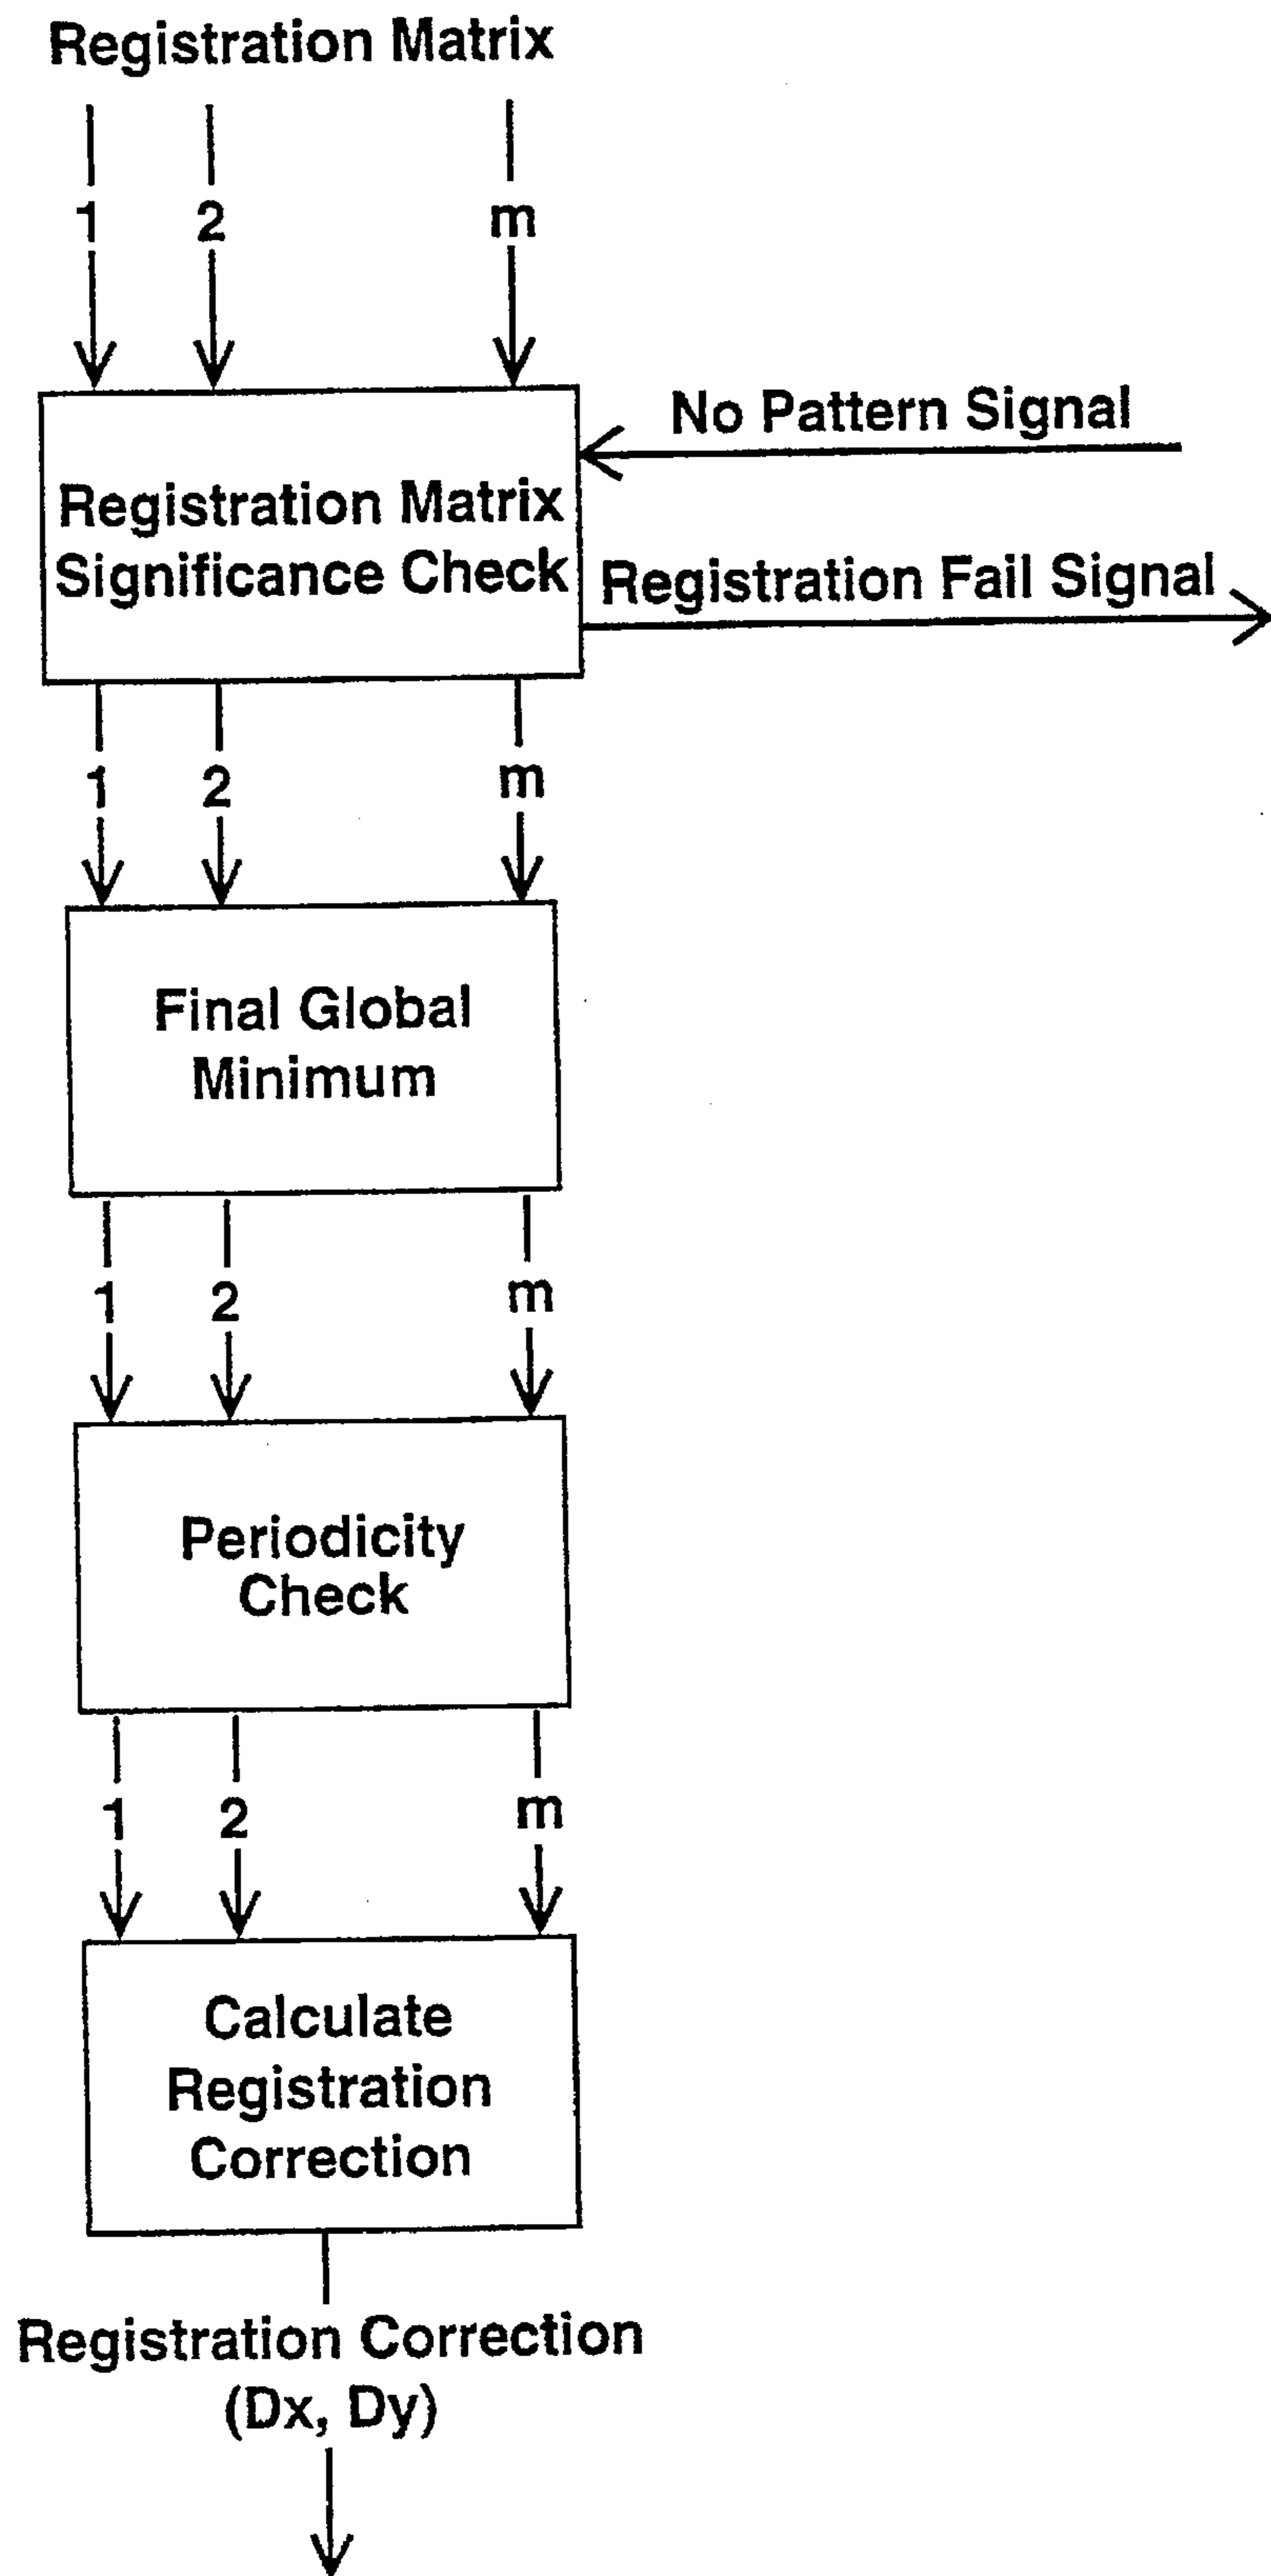 Registration Matrix
1 2 m
No Pattern Signal
Registration Matrix
Significance Check
Registration Fail Signal
1 2 m
Final Global
Minimum
1 2 m
Periodicity
Check
1 2 m
Calculate
Registration
Correction
Registration Correction
(Dx, Dy)